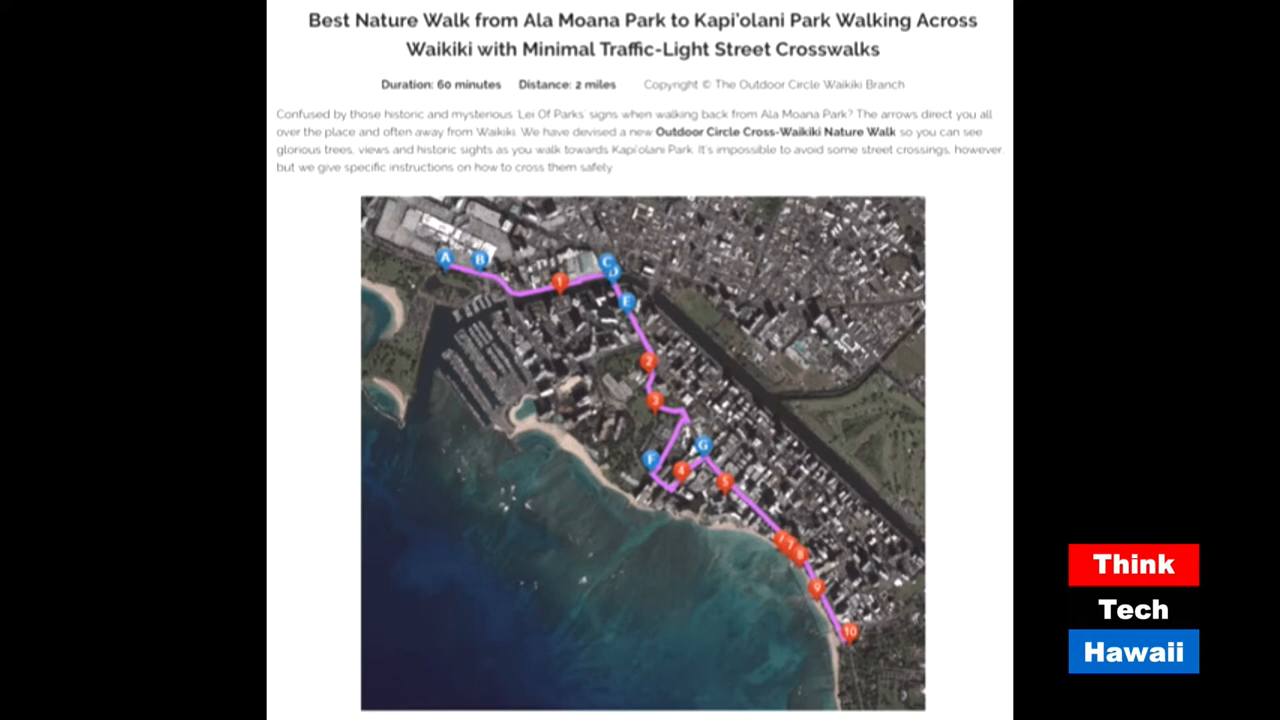 Best Nature Walk from Ala Moana Park to Kapi'olani Park Walking Across
Waikiki with Minimal Traffic-Light Street Crosswalks
Duration: 60 minutes Distance: 2 miles Copyright © The Outdoor Circle Waikiki Branch
Confused by those historic and mysterious 'Lei Of Parks' signs when walking back from Ala Moana Park? The arrows direct you all
over the place and often away from Waikiki. We have devised a new Outdoor Circle Cross-Waikiki Nature Walk so you can see
glorious trees, views and historic sights as you walk towards Kapi'olani Park. It's impossible to avoid some street crossings, however,
but we give specific instructions on how to cross them safely
A
B
C
D
1
E
2
3
G
F
4
5
7
8
9
10
Think
Tech
Hawaii